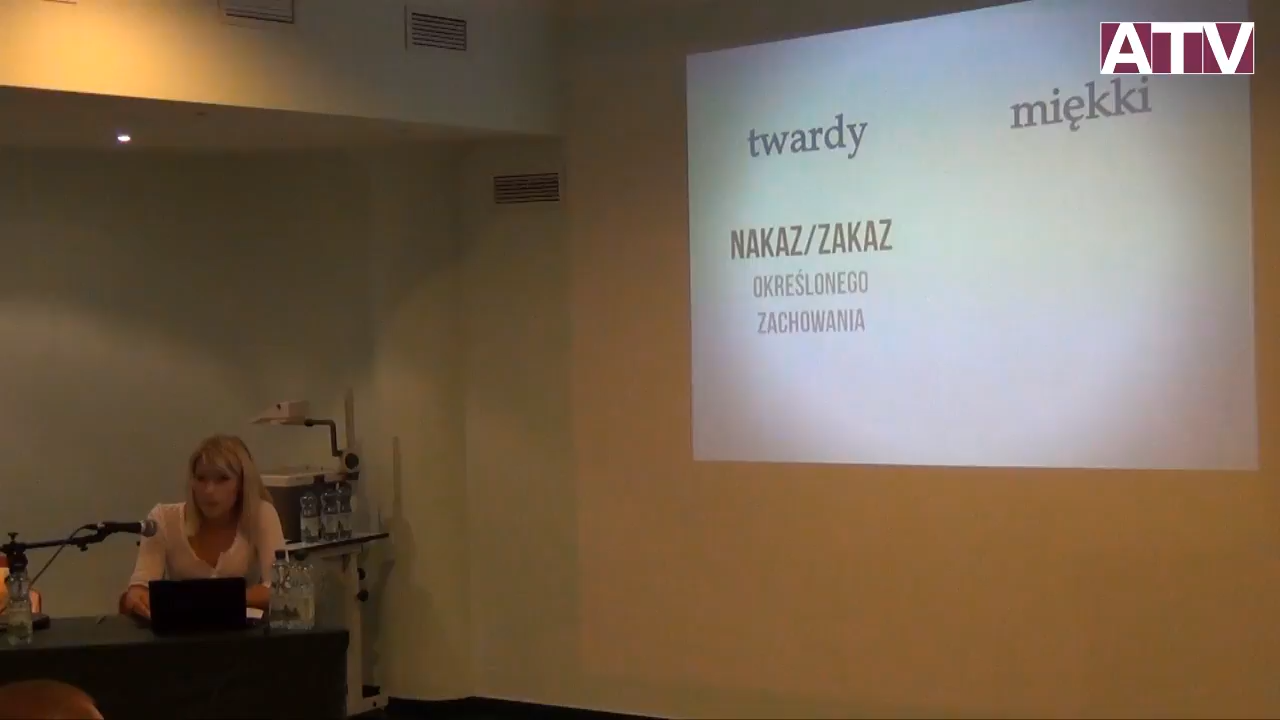 ATV
twardy
miękki
NAKAZ/ZAKAZ
OKREŚLONEGO
ZACHOWANIA